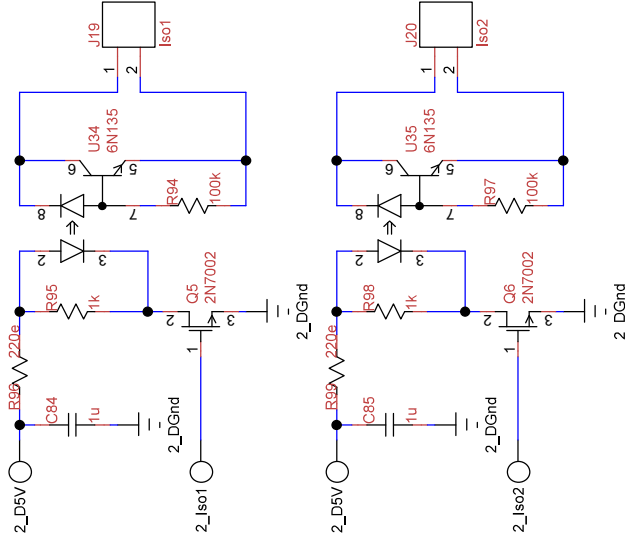 J19
Iso1
1
2
U34
6N135
6
5
8
7
R94
100k
2
3
R95
1k
Q5
2N7002
2
3
1
2_DGnd
R96
220e
C84
1u
2_DGnd
2_D5V
2_Iso1
J20
Iso2
1
2
U35
6N135
6
5
8
7
R97
100k
2
3
R98
1k
Q6
2N7002
2
3
1
2_DGnd
R99
220e
C85
1u
2_DGnd
2_D5V
2_Iso2